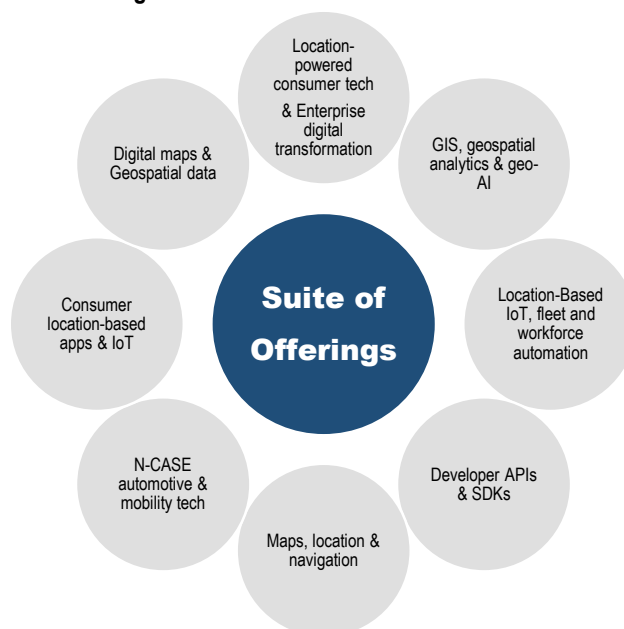 Location-
powered
consumer tech
& Enterprise
digital
transformation
GIS, geospatial
analytics & geo-
AI
Location-Based
IoT, fleet and
workforce
automation
Developer APIs
& SDKs
Maps, location &
navigation
N-CASE
automotive &
mobility tech
Consumer
location-based
apps & IoT
Digital maps &
Geospatial data
Suite of
Offerings